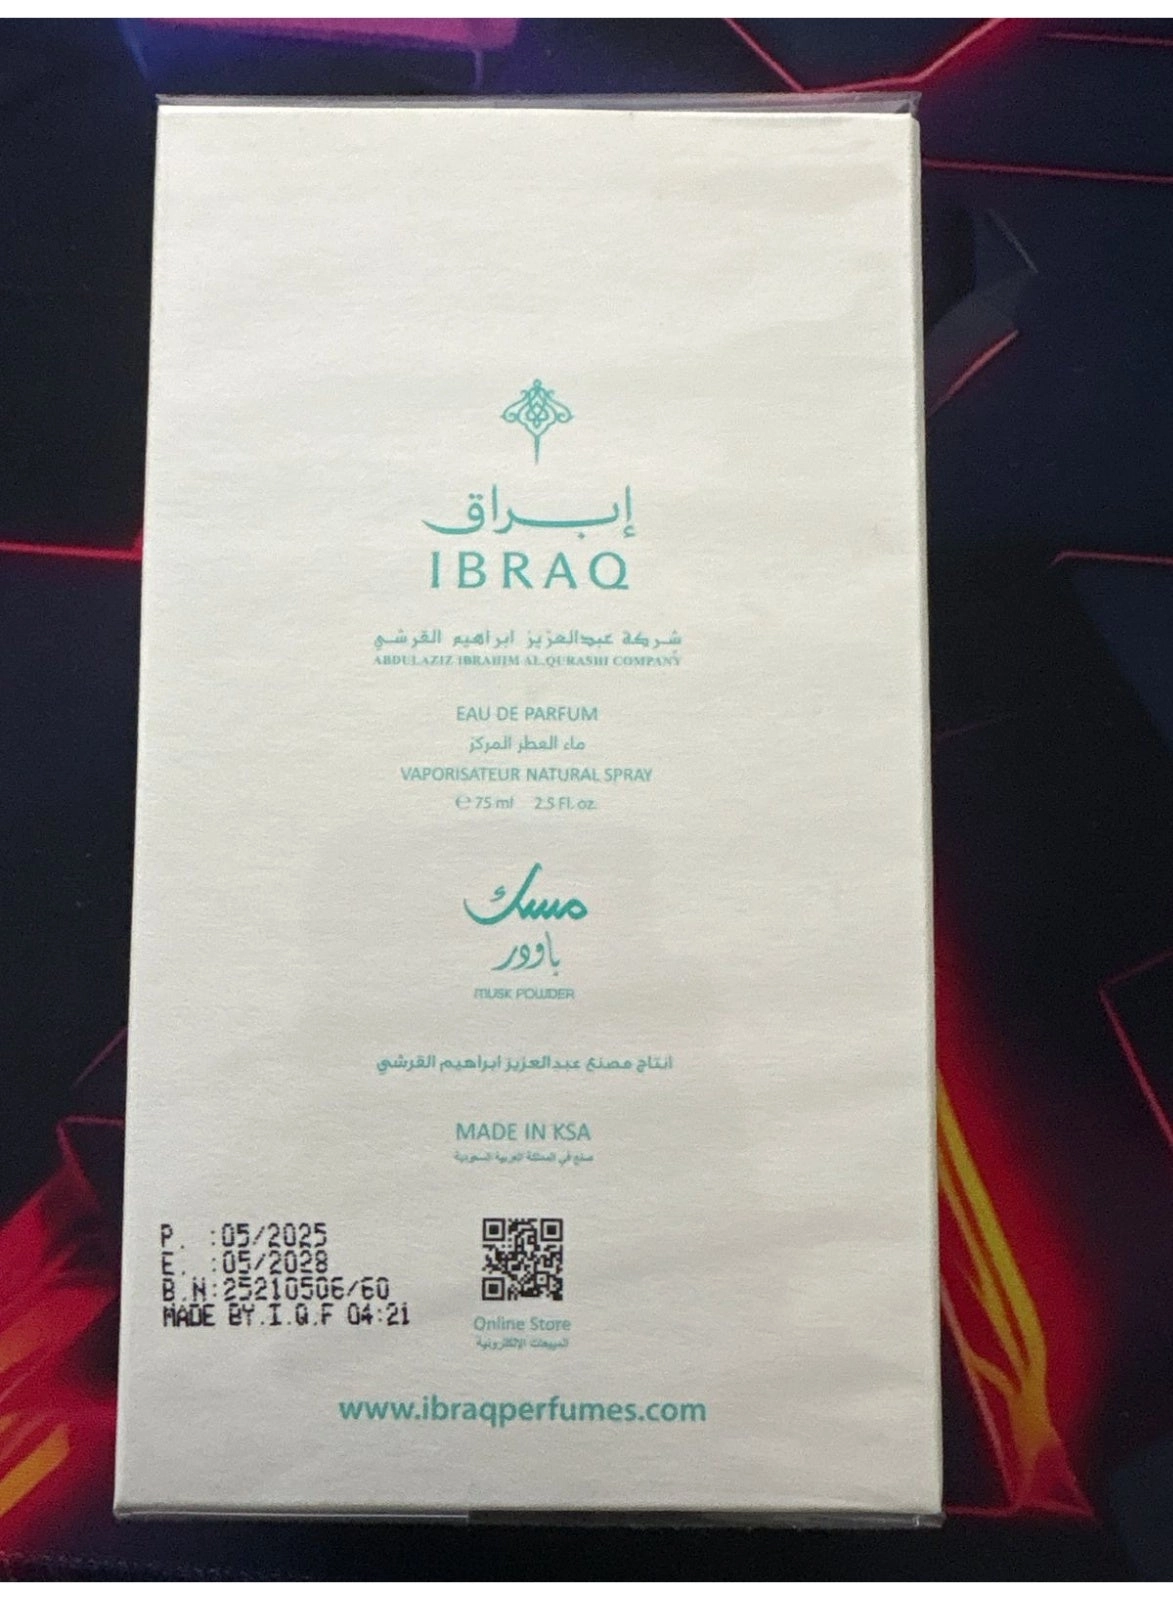 إبراق
IBRAQ
شركة عبدالعزيز ابراهيم القرشي
ABDULAZIZ IBRAHIM AL.QURASHI COMPANY
EAU DE PARFUM
ماء العطر المركز
VAPORISATEUR NATURAL SPRAY
℮ 75 ml 2.5 Fl. oz.
مسك
باودر
MUSK POWDER
انتاج مصنع عبدالعزيز ابراهيم القرشي
MADE IN KSA
صنع في المملكة العربية السعودية
P. :05/2025
E. :05/2028
B.N:25210506/60
MADE BY.I.Q.F 04:21
Online Store
المبيعات الإلكترونية
www.ibraqperfumes.com